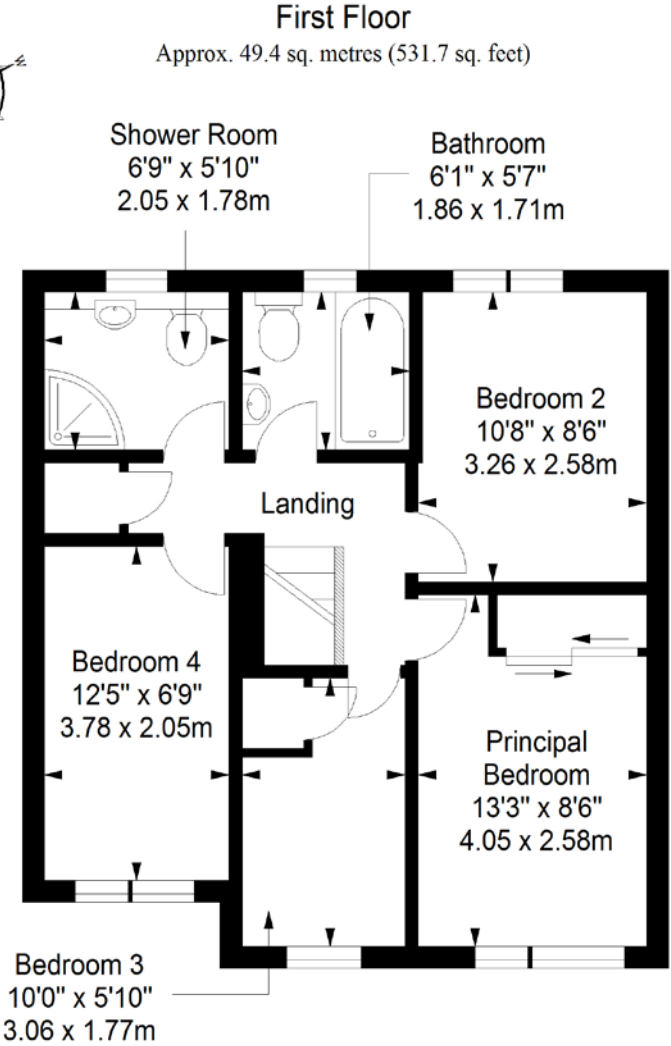 First Floor
Approx. 49.4 sq. metres (531.7 sq. feet)
Shower Room
6'9" x 5'10"
2.05 x 1.78m
Bathroom
6'1" x 5'7"
1.86 x 1.71m
Bedroom 2
10'8" x 8'6"
3.26 x 2.58m
Landing
Bedroom 4
12'5" x 6'9"
3.78 x 2.05m
Principal
Bedroom
13'3" x 8'6"
4.05 x 2.58m
Bedroom 3
10'0" x 5'10"
3.06 x 1.77m